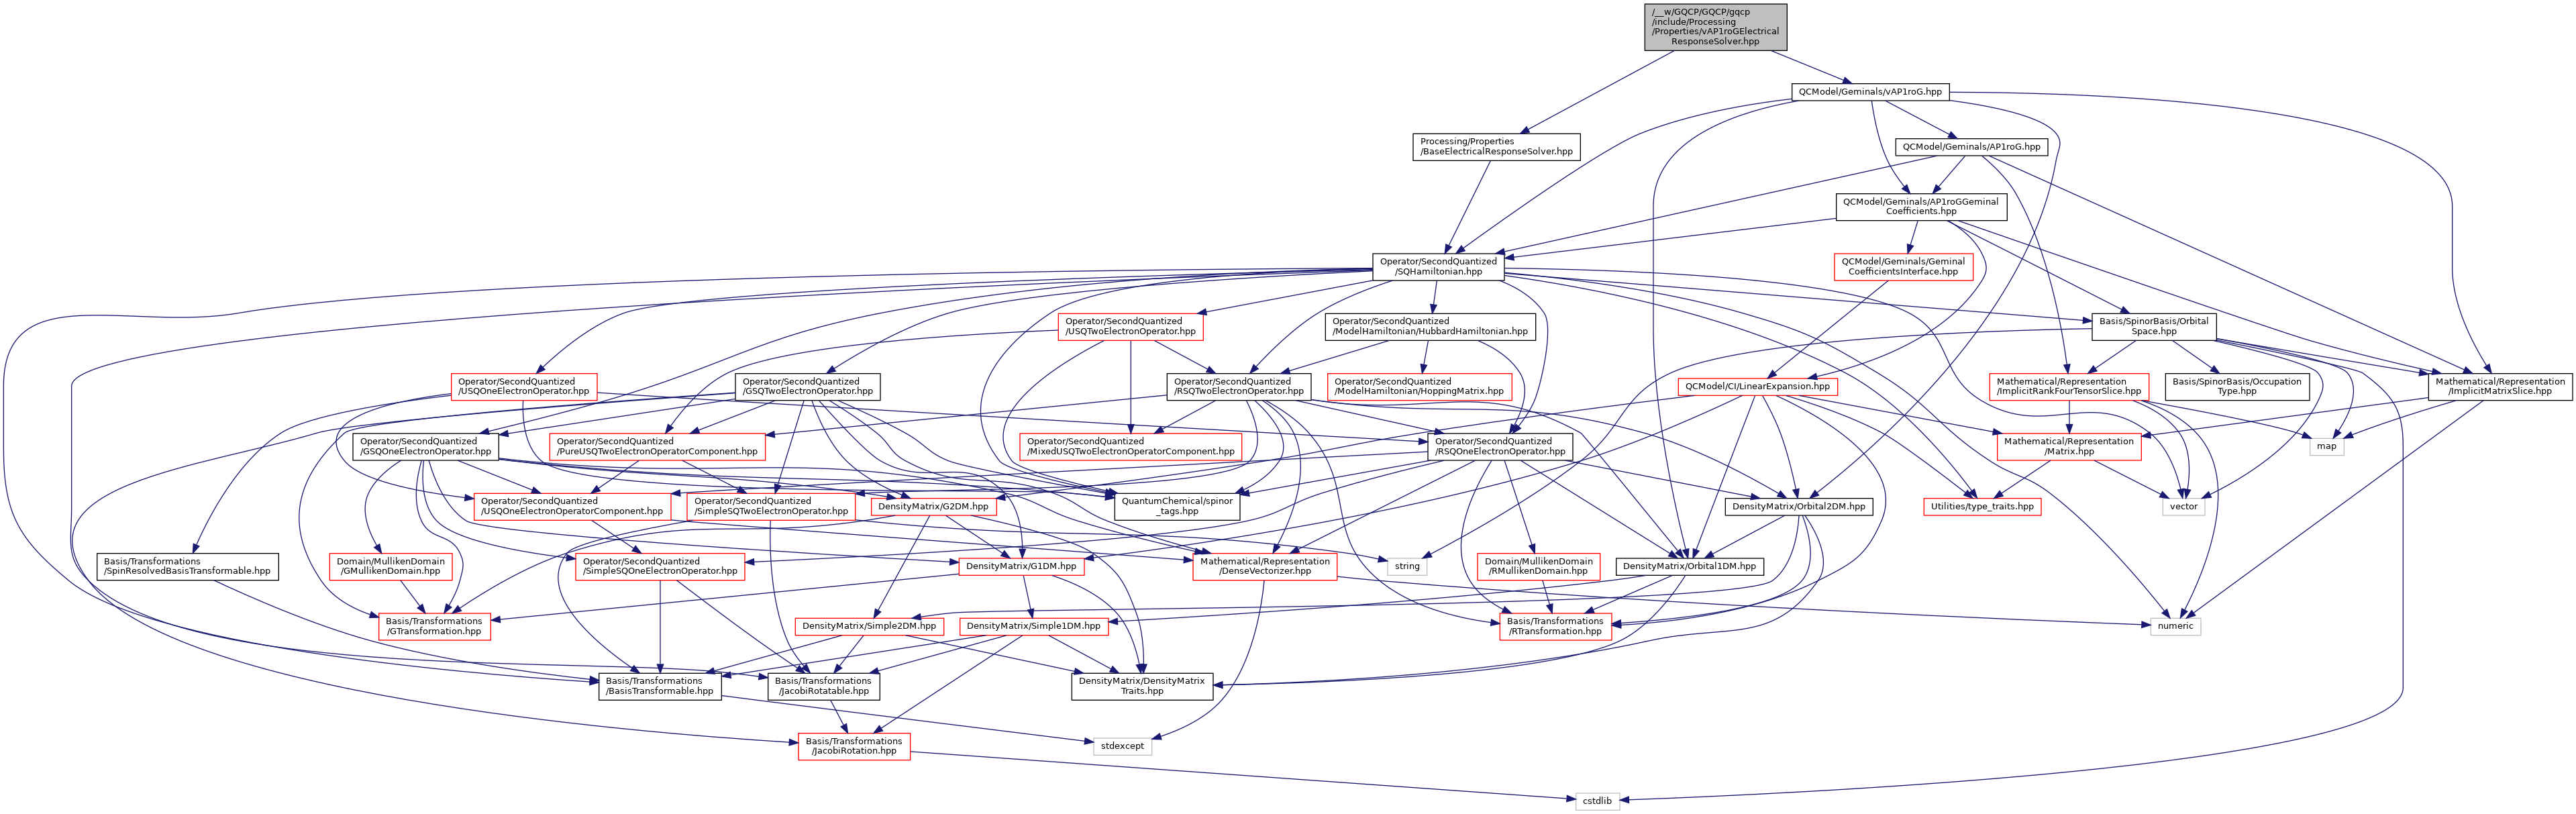 /__w/GQCP/GQCP/gqcp
/include/Processing
/Properties/vAP1roGElectrical
ResponseSolver.hpp
QCModel/Geminals/vAP1roG.hpp
Processing/Properties
/BaseElectricalResponseSolver.hpp
QCModel/Geminals/AP1roG.hpp
QCModel/Geminals/AP1roGGeminal
Coefficients.hpp
Operator/SecondQuantized
/SQHamiltonian.hpp
QCModel/Geminals/Geminal
CoefficientsInterface.hpp
Operator/SecondQuantized
/USQTwoElectronOperator.hpp
Operator/SecondQuantized
/ModelHamiltonian/HubbardHamiltonian.hpp
Basis/SpinorBasis/Orbital
Space.hpp
Operator/SecondQuantized
/USQOneElectronOperator.hpp
Operator/SecondQuantized
/GSQTwoElectronOperator.hpp
Operator/SecondQuantized
/RSQTwoElectronOperator.hpp
Operator/SecondQuantized
/ModelHamiltonian/HoppingMatrix.hpp
QCModel/CI/LinearExpansion.hpp
Mathematical/Representation
/ImplicitRankFourTensorSlice.hpp
Basis/SpinorBasis/Occupation
Type.hpp
Mathematical/Representation
/ImplicitMatrixSlice.hpp
Operator/SecondQuantized
/GSQOneElectronOperator.hpp
Operator/SecondQuantized
/PureUSQTwoElectronOperatorComponent.hpp
Operator/SecondQuantized
/MixedUSQTwoElectronOperatorComponent.hpp
Operator/SecondQuantized
/RSQOneElectronOperator.hpp
Mathematical/Representation
/Matrix.hpp
map
Operator/SecondQuantized
/USQOneElectronOperatorComponent.hpp
Operator/SecondQuantized
/SimpleSQTwoElectronOperator.hpp
DensityMatrix/G2DM.hpp
QuantumChemical/spinor
_tags.hpp
DensityMatrix/Orbital2DM.hpp
Utilities/type_traits.hpp
vector
Basis/Transformations
/SpinResolvedBasisTransformable.hpp
Domain/MullikenDomain
/GMullikenDomain.hpp
Operator/SecondQuantized
/SimpleSQOneElectronOperator.hpp
DensityMatrix/G1DM.hpp
Mathematical/Representation
/DenseVectorizer.hpp
string
Domain/MullikenDomain
/RMullikenDomain.hpp
DensityMatrix/Orbital1DM.hpp
Basis/Transformations
/GTransformation.hpp
DensityMatrix/Simple2DM.hpp
DensityMatrix/Simple1DM.hpp
Basis/Transformations
/RTransformation.hpp
numeric
Basis/Transformations
/BasisTransformable.hpp
Basis/Transformations
/JacobiRotatable.hpp
DensityMatrix/DensityMatrix
Traits.hpp
Basis/Transformations
/JacobiRotation.hpp
stdexcept
cstdlib